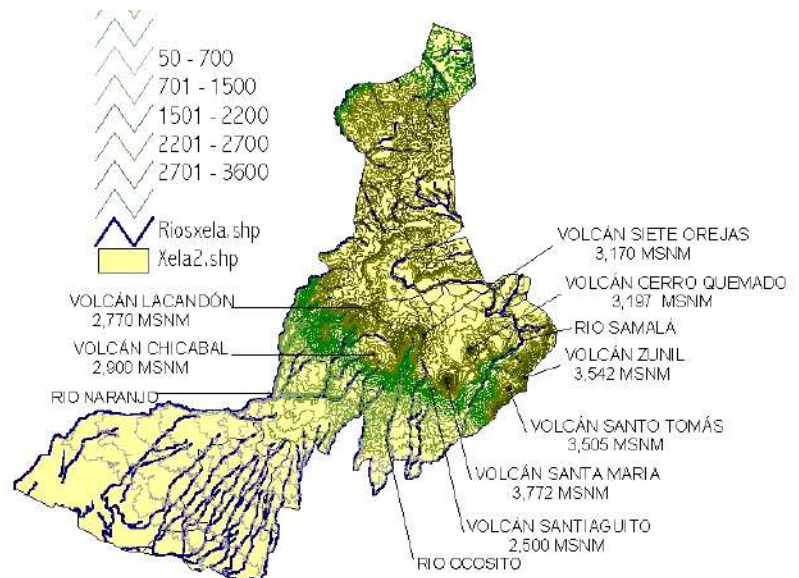 50 - 700
701 - 1500
1501 - 2200
2201 - 2700
2701 - 3600
Riosxela.shp
Xela2.shp
VOLCÁN SIETE OREJAS
3,170 MSNM
VOLCÁN CERRO QUEMADO
3,197 MSNM
VOLCÁN LACANDÓN
2,770 MSNM
RIO SAMALÁ
VOLCÁN CHICABAL
2,900 MSNM
VOLCÁN ZUNIL
3,542 MSNM
RIO NARANJO
VOLCÁN SANTO TOMÁS
3,505 MSNM
VOLCÁN SANTA MARIA
3,772 MSNM
VOLCÁN SANTIAGUITO
2,500 MSNM
RIO OCOSITO